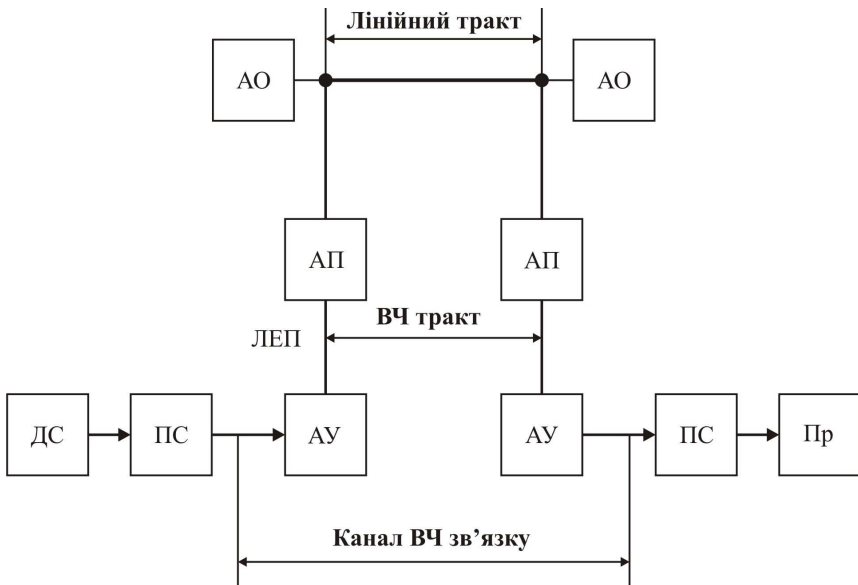 Лінійний тракт
АО
АО
АП
АП
ВЧ тракт
ЛЕП
ДС
ПС
АУ
АУ
ПС
Пр
Канал ВЧ зв’язку